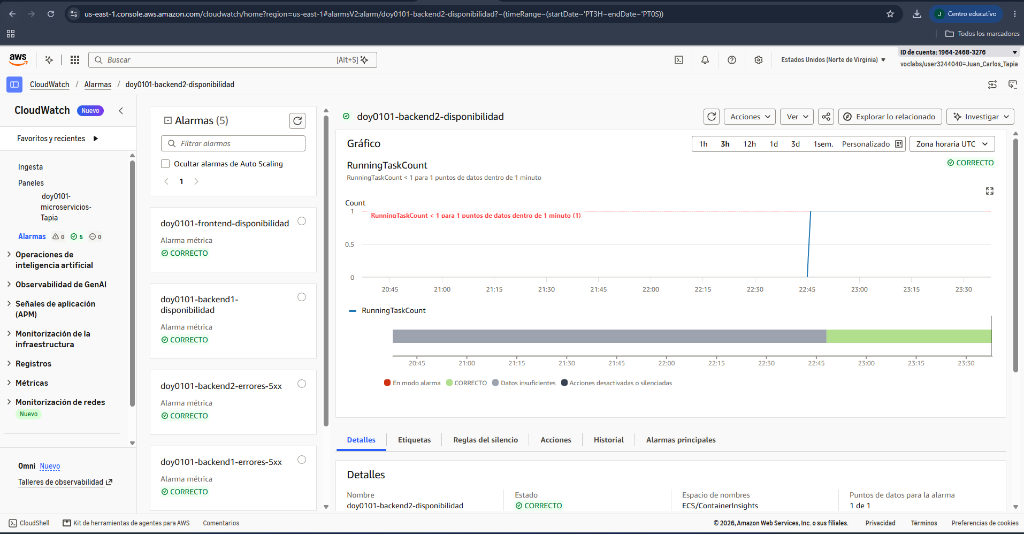 us-east-1.console.aws.amazon.com/cloudwatch/home?region=us-east-1#alarmsV2:alarm/doy0101-backend2-disponibilidad?~(timeRange~(startDate~'PT3H~endDate~'PT0S))
Centro educativo
Todos los marcadores
aws
Buscar
[Alt+S]
Estados Unidos (Norte de Virginia)
ID de cuenta: 1964-2468-3276
voclabs/user3244040=Juan_Carlos_Tapia
CloudWatch / Alarmas / doy0101-backend2-disponibilidad
CloudWatch
Nuevo
Favoritos y recientes
Ingesta
Paneles
doy0101-
microservicios-
Tapia
Alarmas
0
5
0
Operaciones de
inteligencia artificial
Observabilidad de GenAI
Señales de aplicación
(APM)
Monitorización de la
infraestructura
Registros
Métricas
Monitorización de redes
Nuevo
Omni Nuevo
Talleres de observabilidad
Alarmas (5)
Filtrar alarmas
Ocultar alarmas de Auto Scaling
1
doy0101-frontend-disponibilidad
Alarma métrica
CORRECTO
doy0101-backend1-
disponibilidad
Alarma métrica
CORRECTO
doy0101-backend2-errores-5xx
Alarma métrica
CORRECTO
doy0101-backend1-errores-5xx
Alarma métrica
CORRECTO
doy0101-backend2-disponibilidad
Acciones
Ver
Explorar lo relacionado
Investigar
Gráfico
1h 3h 12h 1d 3d 1sem. Personalizado
Zona horaria UTC
RunningTaskCount
CORRECTO
RunningTaskCount < 1 para 1 puntos de datos dentro de 1 minuto
Count
1
RunningTaskCount < 1 para 1 puntos de datos dentro de 1 minuto (1)
0.5
0
20:45 21:00 21:15 21:30 21:45 22:00 22:15 22:30 22:45 23:00 23:15 23:30
RunningTaskCount
20:45 21:00 21:15 21:30 21:45 22:00 22:15 22:30 22:45 23:00 23:15 23:30
En modo alarma CORRECTO Datos insuficientes Acciones desactivadas o silenciadas
Detalles Etiquetas Reglas del silencio Acciones Historial Alarmas principales
Detalles
Nombre
doy0101-backend2-disponibilidad
Estado
CORRECTO
Espacio de nombres
ECS/ContainerInsights
Puntos de datos para la alarma
1 de 1
CloudShell
Kit de herramientas de agentes para AWS
Comentarios
© 2026, Amazon Web Services, Inc. o sus filiales.
Privacidad
Términos
Preferencias de cookies